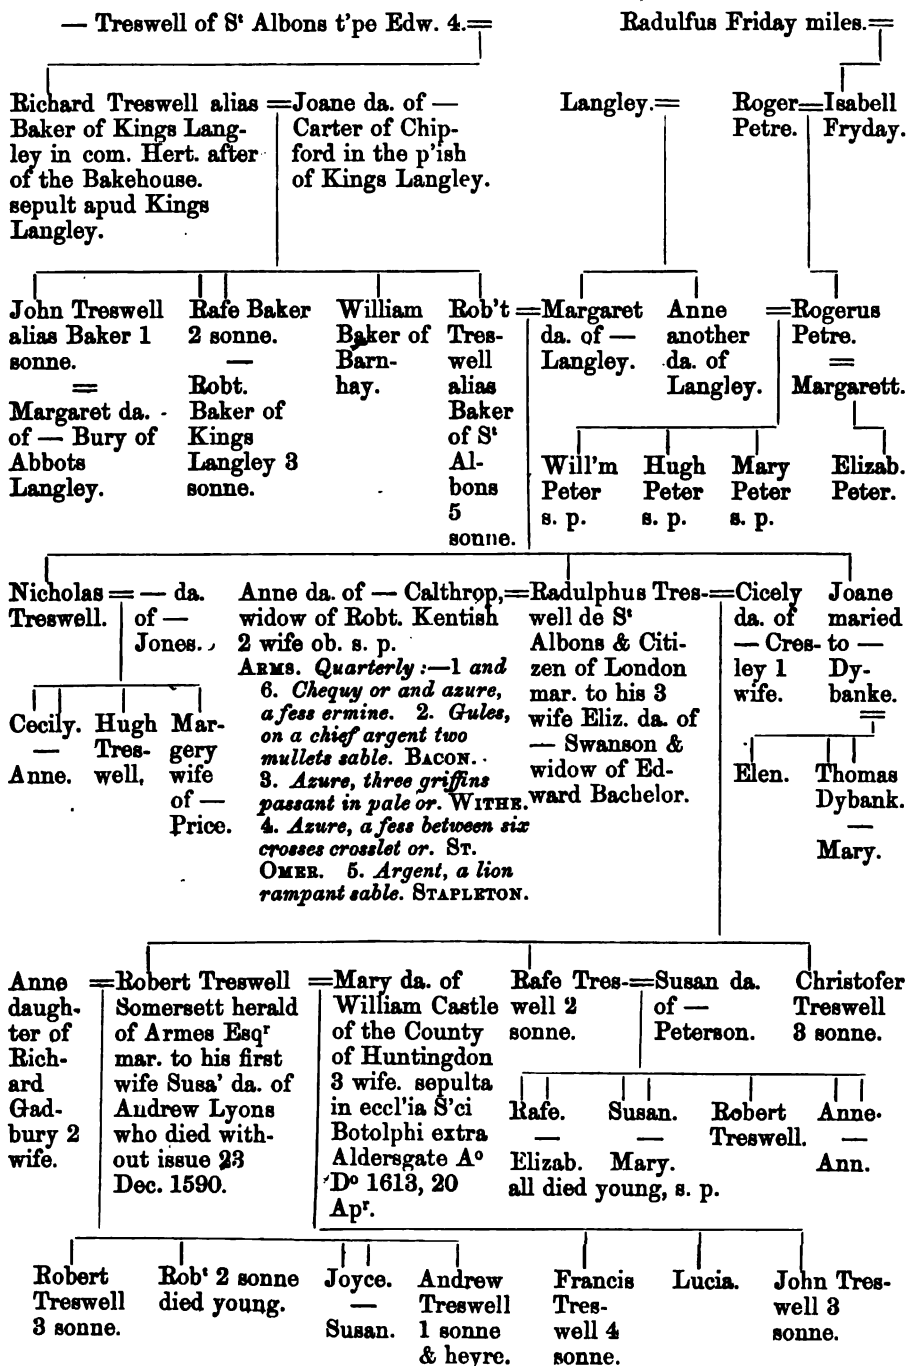 — Treswell of Sᵗ Albons t'pe Edw. 4.=
Radulfus Friday miles.=
Richard Treswell alias
Baker of Kings Lang-
ley in com. Hert. after
of the Bakehouse.
sepult apud Kings
Langley.
=Joane da. of —
Carter of Chip-
ford in the p'ish
of Kings Langley.
Langley.=
Roger=
Petre.
Isabell
Fryday.
John Treswell
alias Baker 1
sonne.
=
Margaret da.
of — Bury of
Abbots
Langley.
Rafe Baker
2 sonne.
—
Robt.
Baker of
Kings
Langley 3
sonne.
William
Baker of
Barn-
hay.
Rob't
Tres-
well
alias
Baker
of Sᵗ
Al-
bons
5
sonne.
=Margaret
da. of —
Langley.
Anne
another
da. of
Langley.
=Rogerus
Petre.
=
Margarett.
Will'm
Peter
s. p.
Hugh
Peter
s. p.
Mary
Peter
s. p.
Elizab.
Peter.
Nicholas
Treswell.
= — da.
of —
Jones.
Anne da. of — Calthrop,
widow of Robt. Kentish
2 wife ob. s. p.
ARMS. Quarterly :—1 and
6. Chequy or and azure,
a fess ermine. 2. Gules,
on a chief argent two
mullets sable. BACON.
3. Azure, three griffins
passant in pale or. WITHE.
4. Azure, a fess between six
crosses crosslet or. ST.
OMER. 5. Argent, a lion
rampant sable. STAPLETON.
=Radulphus Tres-
well de Sᵗ
Albons & Citi-
zen of London
mar. to his 3
wife Eliz. da. of
— Swanson &
widow of Ed-
ward Bachelor.
=Cicely
da. of
— Cres-
ley 1
wife.
Joane
maried
to —
Dy-
banke.
=
Cecily.
—
Anne.
Hugh
Tres-
well.
Mar-
gery
wife
of —
Price.
Elen.
Thomas
Dybank.
—
Mary.
Anne
daugh-
ter of
Rich-
ard
Gad-
bury 2
wife.
=Robert Treswell
Somersett herald
of Armes Esqʳ
mar. to his first
wife Susa' da. of
Andrew Lyons
who died with-
out issue 23
Dec. 1590.
=Mary da. of
William Castle
of the County
of Huntingdon
3 wife. sepulta
in eccl'ia S'ci
Botolphi extra
Aldersgate Aᵒ
Dᵒ 1613, 20
Apʳ.
Rafe Tres-
well 2
sonne.
=Susan da.
of —
Peterson.
Christofer
Treswell
3 sonne.
Rafe.
—
Elizab.
Susan.
—
Mary.
Robert
Treswell.
Anne.
—
Ann.
all died young, s. p.
Robert
Treswell
3 sonne.
Robᵗ 2 sonne
died young.
Joyce.
—
Susan.
Andrew
Treswell
1 sonne
& heyre.
Francis
Tres-
well 4
sonne.
Lucia.
John Tres-
well 3
sonne.